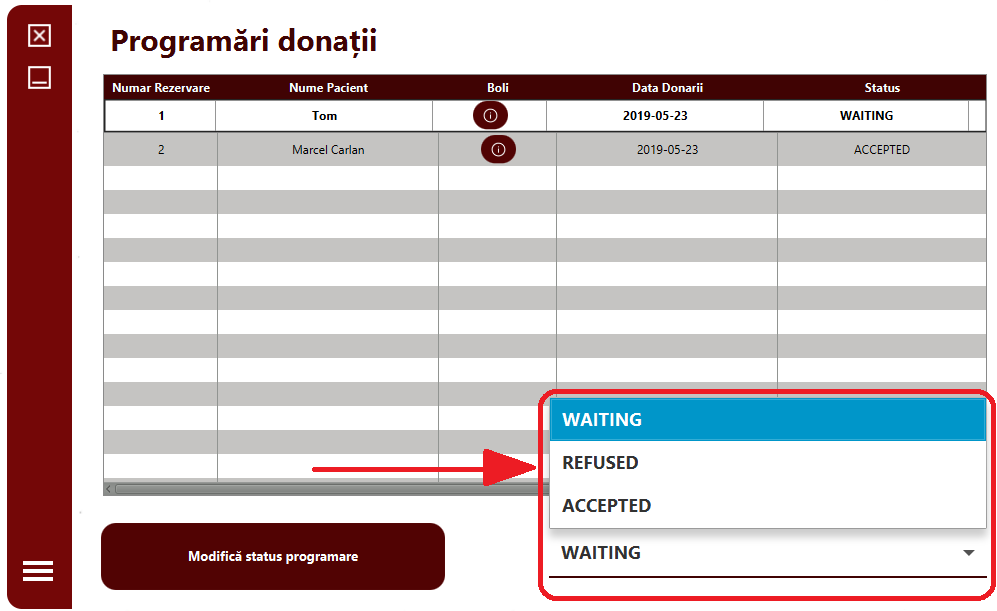 Programări donații
Numar Rezervare Nume Pacient Boli Data Donarii Status
1 Tom 2019-05-23 WAITING
2 Marcel Carlan 2019-05-23 ACCEPTED
WAITING
REFUSED
ACCEPTED
Modifică status programare WAITING